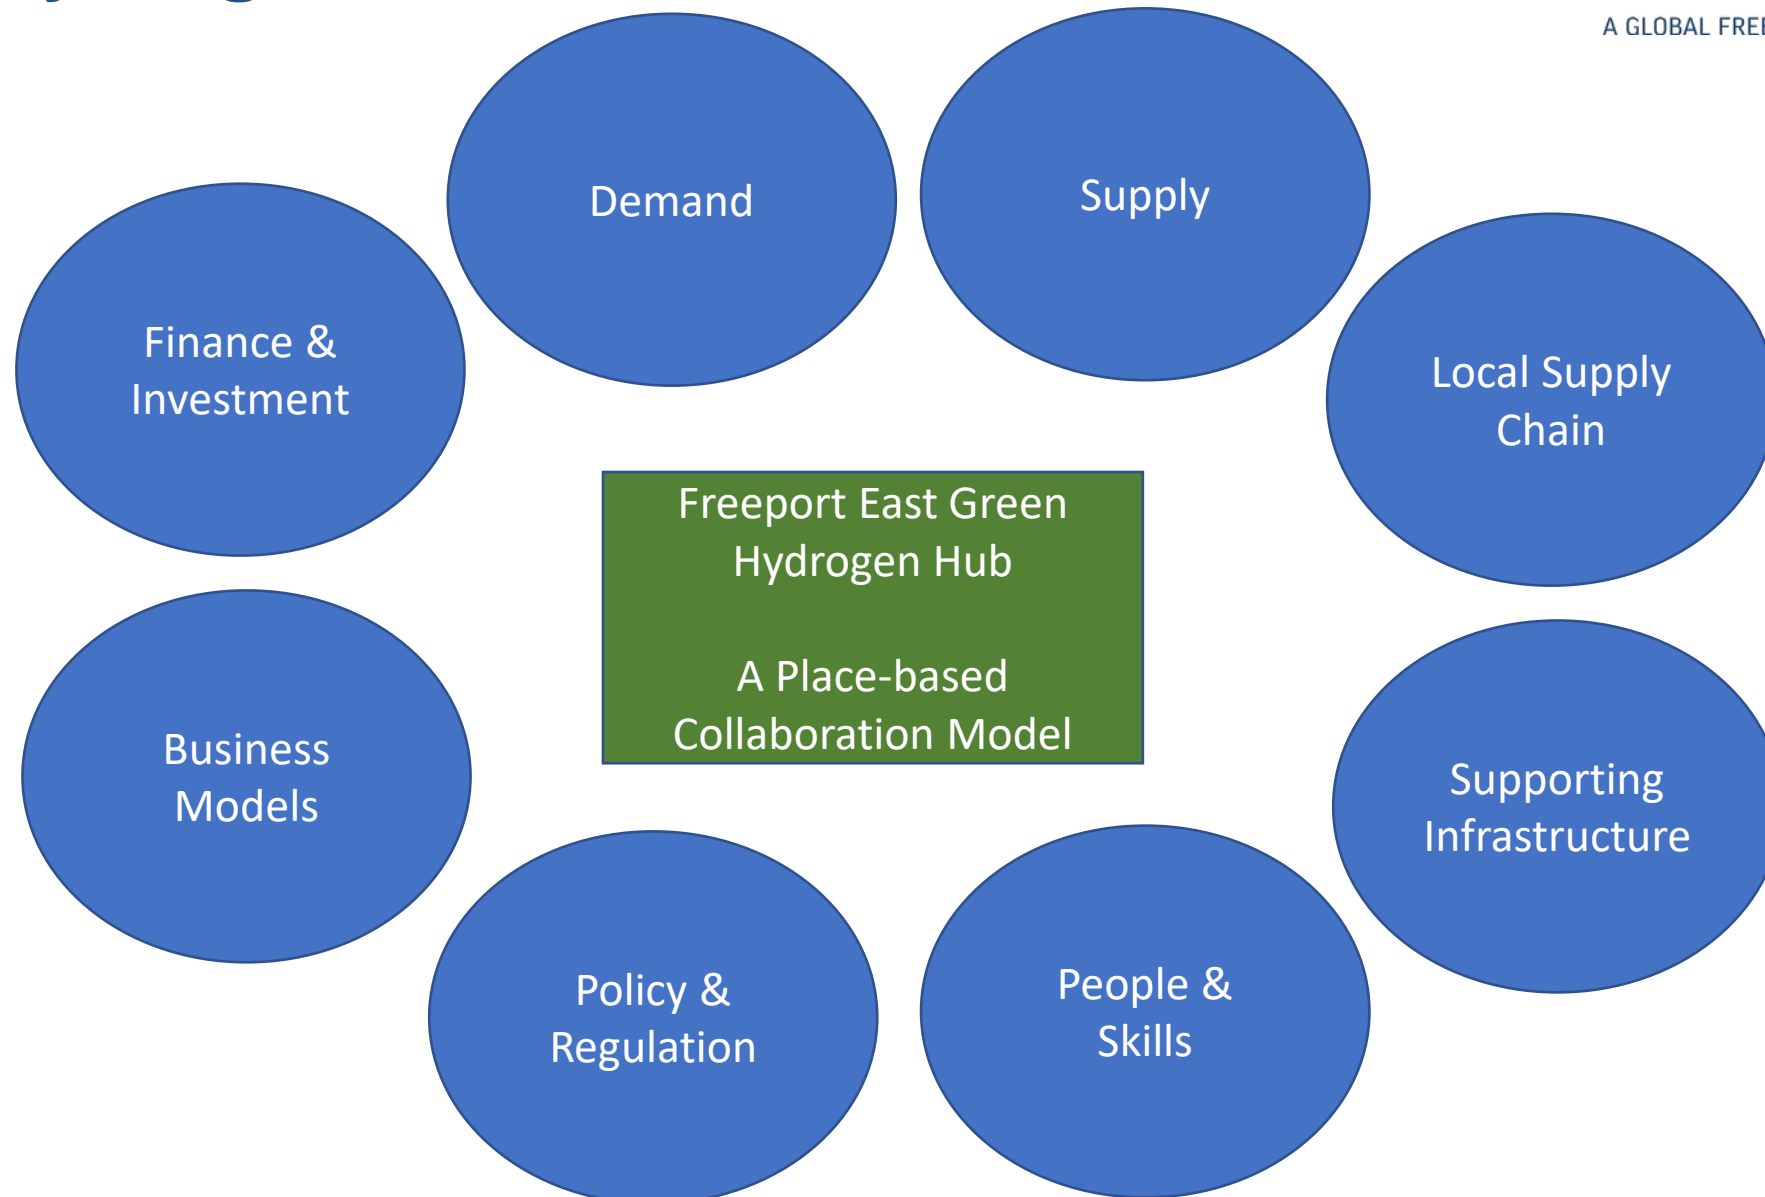 A GLOBAL
Demand
Supply
Finance &
Investment
Local Supply
Chain
Freeport East Green
Hydrogen Hub
A Place-based
Collaboration Model
Business
Models
Supporting
Infrastructure
Policy &
Regulation
People &
Skills